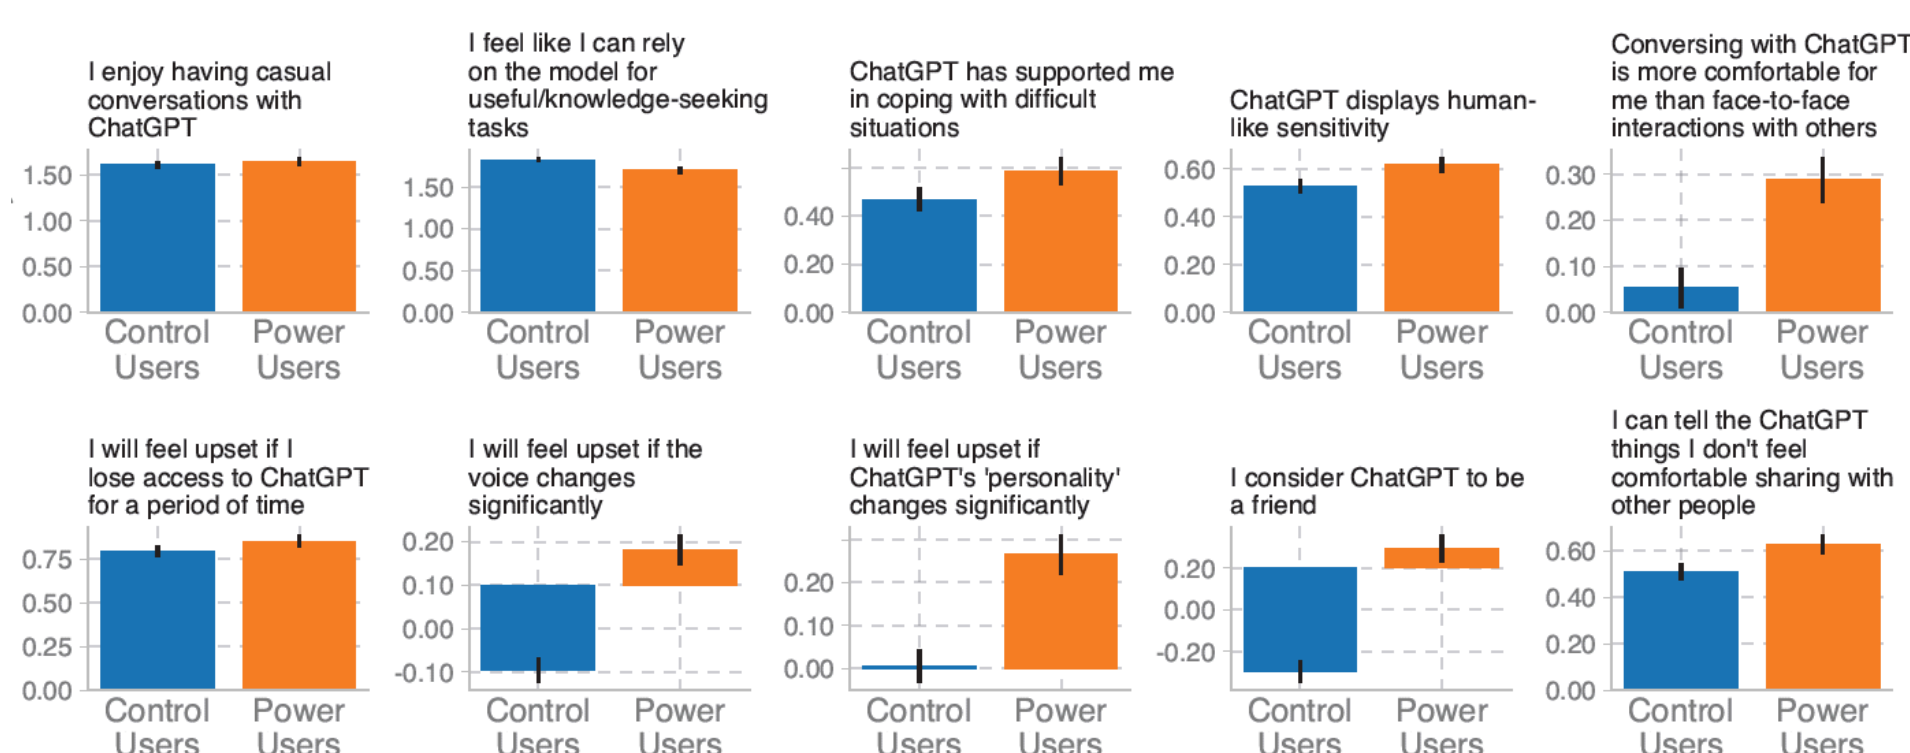 I enjoy having casual
conversations with
ChatGPT
1.50
1.00
0.50
0.00
Control
Users
Power
Users
I feel like I can rely
on the model for
useful/knowledge-seeking
tasks
1.50
1.00
0.50
0.00
Control
Users
Power
Users
ChatGPT has supported me
in coping with difficult
situations
0.40
0.20
0.00
Control
Users
Power
Users
ChatGPT displays human-
like sensitivity
0.60
0.40
0.20
0.00
Control
Users
Power
Users
Conversing with ChatGPT
is more comfortable for
me than face-to-face
interactions with others
0.30
0.20
0.10
0.00
Control
Users
Power
Users
I will feel upset if I
lose access to ChatGPT
for a period of time
0.75
0.50
0.25
0.00
Control
Users
Power
Users
I will feel upset if the
voice changes
significantly
0.20
0.10
0.00
-0.10
Control
Users
Power
Users
I will feel upset if
ChatGPT's 'personality'
changes significantly
0.20
0.10
0.00
Control
Users
Power
Users
I consider ChatGPT to be
a friend
0.20
0.00
-0.20
Control
Users
Power
Users
I can tell the ChatGPT
things I don't feel
comfortable sharing with
other people
0.60
0.40
0.20
0.00
Control
Users
Power
Users